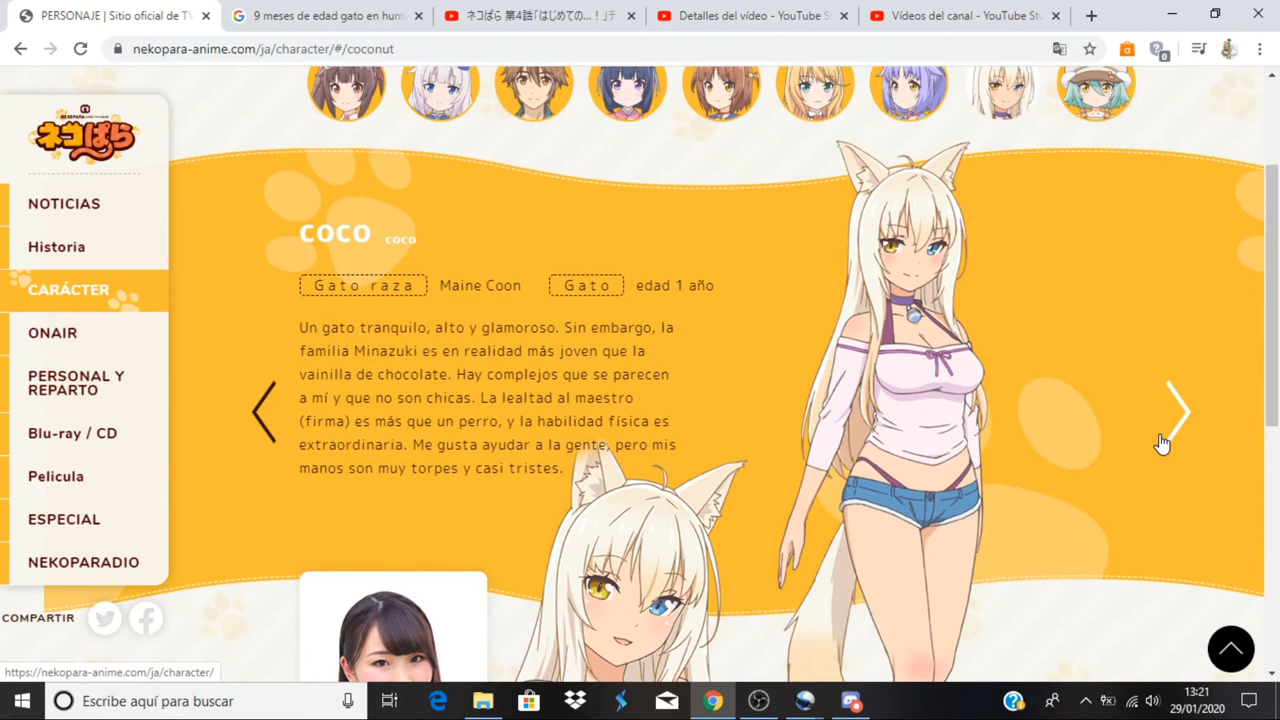 PERSONAJE | Sitio oficial de TV
9 meses de edad gato en hum
ネコぱら 第4話「はじめての…！」デ
Detalles del vídeo - YouTube S
Vídeos del canal - YouTube Stu
nekopara-anime.com/ja/character/#/coconut
ネコぱら
NOTICIAS
Historia
CARÁCTER
ONAIR
PERSONAL Y
REPARTO
Blu-ray / CD
Pelicula
ESPECIAL
NEKOPARADIO
COMPARTIR
coco coco
Gato raza Maine Coon Gato edad 1 año
Un gato tranquilo, alto y glamoroso. Sin embargo, la
familia Minazuki es en realidad más joven que la
vainilla de chocolate. Hay complejos que se parecen
a mí y que no son chicas. La lealtad al maestro
(firma) es más que un perro, y la habilidad física es
extraordinaria. Me gusta ayudar a la gente, pero mis
manos son muy torpes y casi tristes.
https://nekopara-anime.com/ja/character/
Escribe aquí para buscar
13:21
29/01/2020